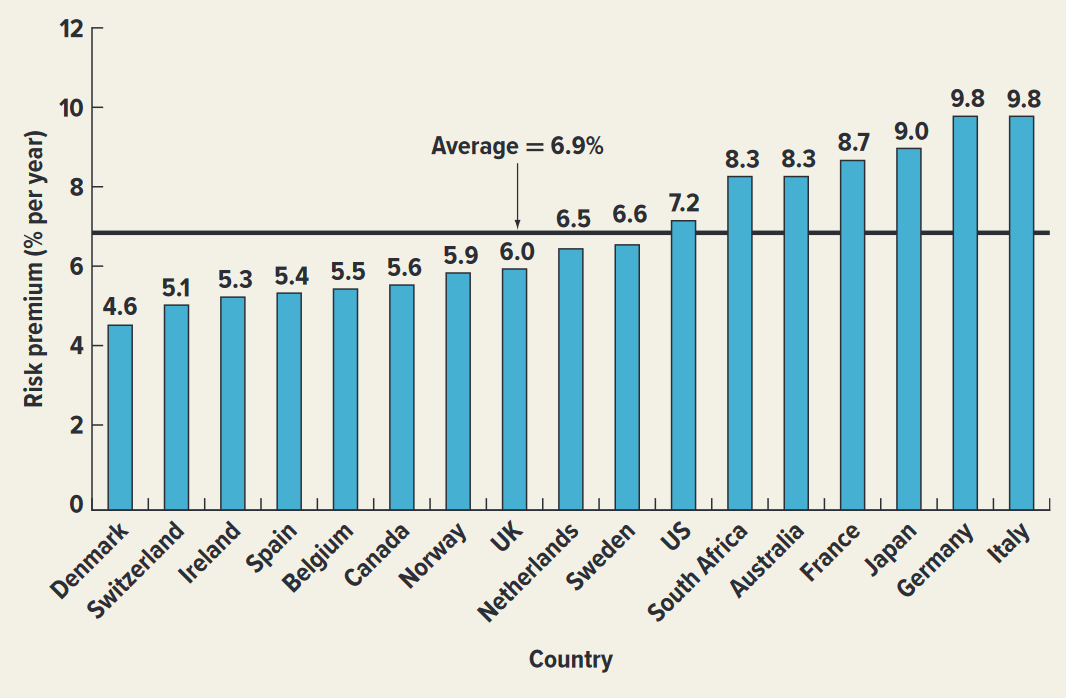 12
10
8
6
4
2
0
Risk premium (% per year)
Average = 6.9%
4.6
5.1
5.3
5.4
5.5
5.6
5.9
6.0
6.5
6.6
7.2
8.3
8.3
8.7
9.0
9.8
9.8
Denmark
Switzerland
Ireland
Spain
Belgium
Canada
Norway
UK
Netherlands
Sweden
US
South Africa
Australia
France
Japan
Germany
Italy
Country